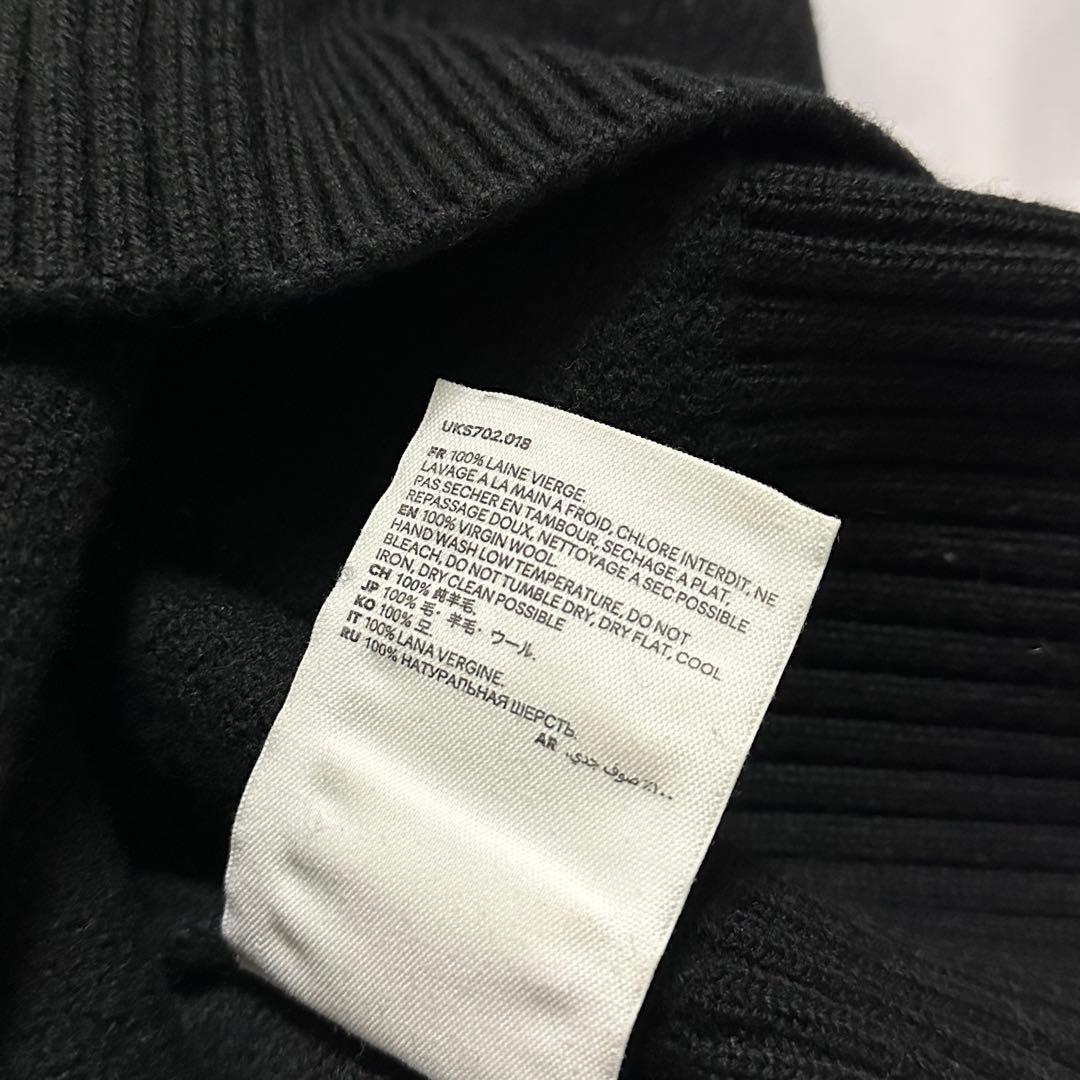 UKS702.018
FR 100% LAINE VIERGE.
LAVAGE A LA MAIN A FROID, CHLORE INTERDIT, NE
PAS SECHER EN TAMBOUR, SECHAGE A PLAT,
REPASSAGE DOUX, NETTOYAGE A SEC POSSIBLE
EN 100% VIRGIN WOOL.
HAND WASH LOW TEMPERATURE, DO NOT
BLEACH, DO NOT TUMBLE DRY, DRY FLAT, COOL
IRON, DRY CLEAN POSSIBLE
CH 100% 纯羊毛.
JP 100% 毛・羊毛・ウール.
KO 100% 모.
IT 100% LANA VERGINE.
RU 100% НАТУРАЛЬНАЯ ШЕРСТЬ.
AR .١٠٠٪ صوف جدي